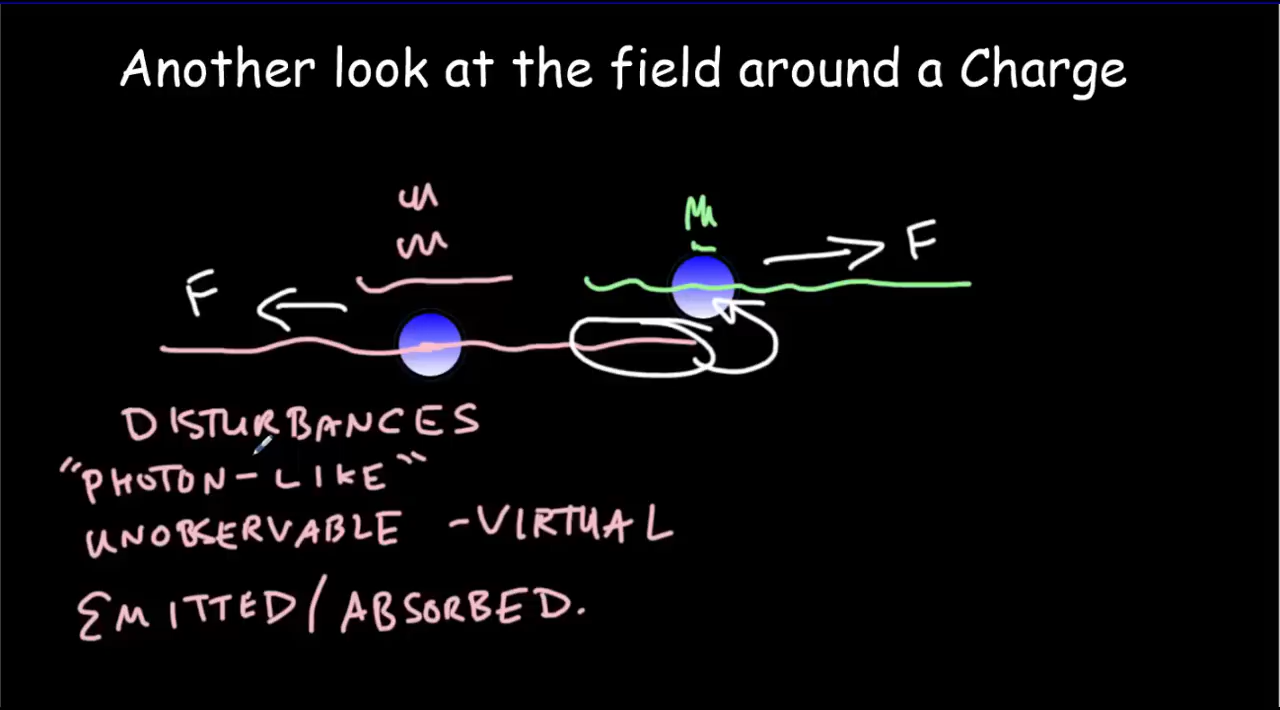 Another look at the field around a Charge
F
F
DISTURBANCES
"PHOTON-LIKE"
UNOBSERVABLE - VIRTUAL
EMITTED/ABSORBED.